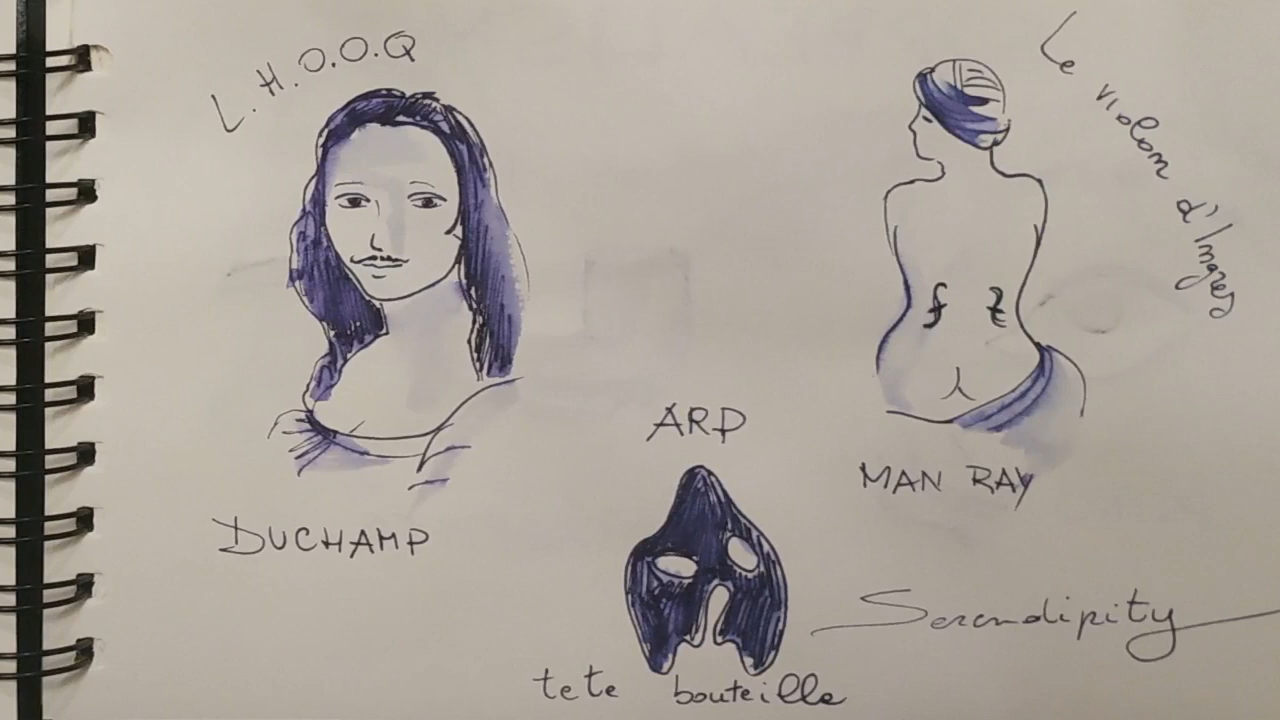 L.H.O.O.Q
Le violon d'Ingres
ARP
MAN RAY
DUCHAMP
Serendipity
tete bouteille